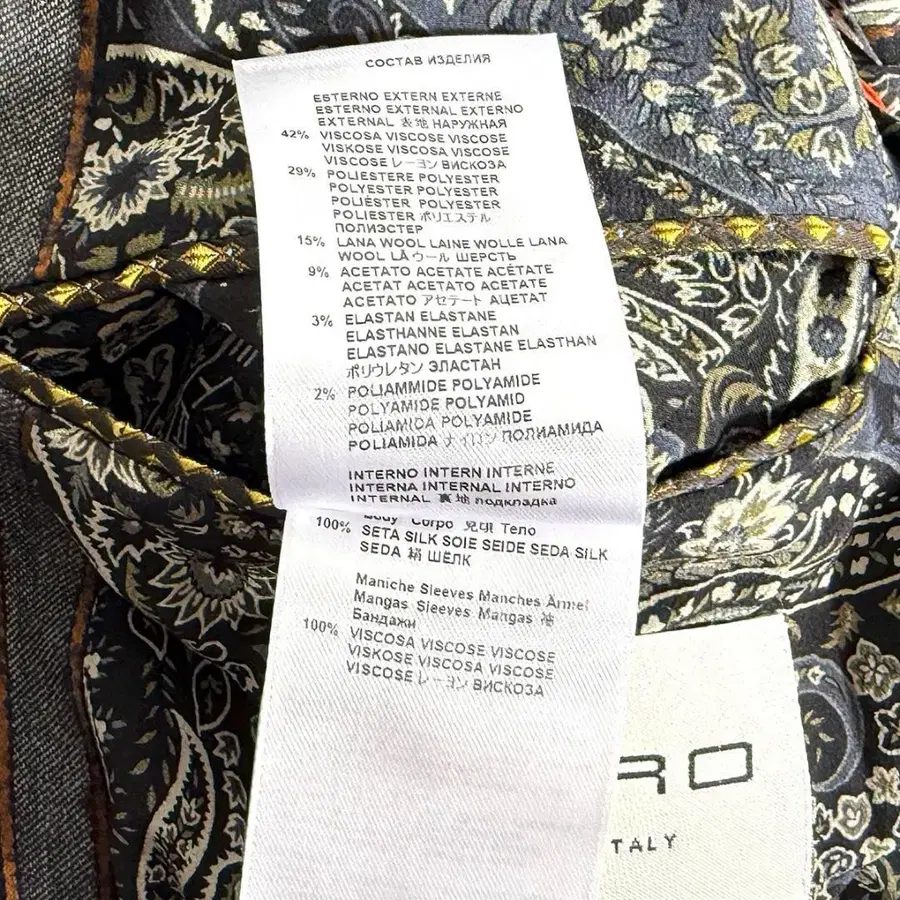 СОСТАВ ИЗДЕЛИЯ
ESTERNO EXTERN EXTERNE
ESTERNO EXTERNAL EXTERNO
EXTERNAL 表地 НАРУЖНАЯ
42% VISCOSA VISCOSE VISCOSE
VISKOSE VISCOSA VISCOSE
VISCOSE レーヨン ВИСКОЗА
29% POLIESTERE POLYESTER
POLYESTER POLYESTER
POLIÉSTER POLYESTER
POLIESTER ポリエステル
ПОЛИЭСТЕР
15% LANA WOOL LAINE WOLLE LANA
WOOL LÃ ウール ШЕРСТЬ
9% ACETATO ACETATE ACÉTATE
ACETAT ACETATO ACETATE
ACETATO アセテート АЦЕТАТ
3% ELASTAN ELASTANE
ELASTHANNE ELASTAN
ELASTANO ELASTANE ELASTHAN
ポリウレタン ЭЛАСТАН
2% POLIAMMIDE POLYAMIDE
POLYAMIDE POLYAMID
POLIAMIDA POLYAMIDE
POLIAMIDA ナイロン ПОЛИАМИДА
INTERNO INTERN INTERNE
INTERNA INTERNAL INTERNO
INTERNAL 裏地 подкладка
Corpo Тело
100% SETA SILK SOIE SEIDE SEDA SILK
SEDA 絹 ШЁЛК
Maniche Sleeves Manches Ärmel
Mangas Sleeves Mangas 袖
Бандажи
100% VISCOSA VISCOSE VISCOSE
VISKOSE VISCOSA VISCOSE
VISCOSE レーヨン ВИСКОЗА
RO
TALY